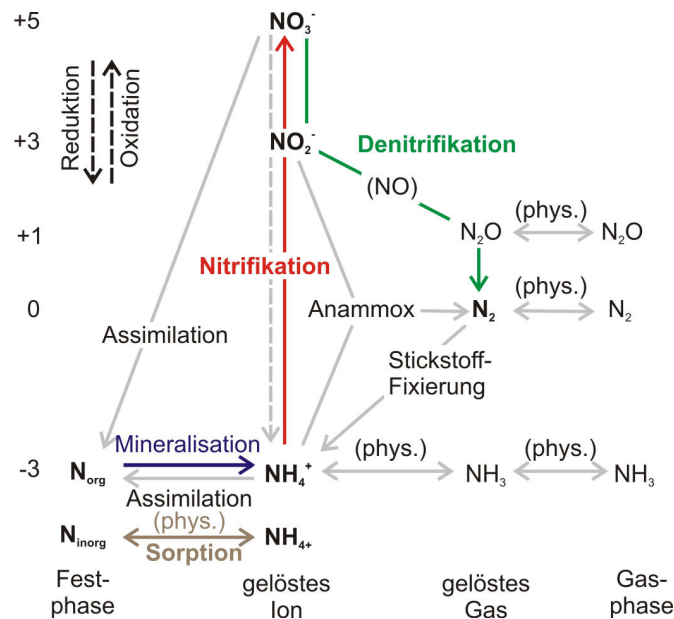 +5
NO₃⁻
Reduktion
Oxidation
+3
NO₂⁻
Denitrifikation
(NO)
(phys.)
+1
N₂O
N₂O
Nitrifikation
(phys.)
0
Anammox
N₂
N₂
Assimilation
Stickstoff-
Fixierung
Mineralisation
(phys.)
(phys.)
-3
N_org
NH₄⁺
NH₃
NH₃
Assimilation
(phys.)
N_inorg
NH₄₊
Sorption
Fest-
phase
gelöstes
Ion
gelöstes
Gas
Gas-
phase